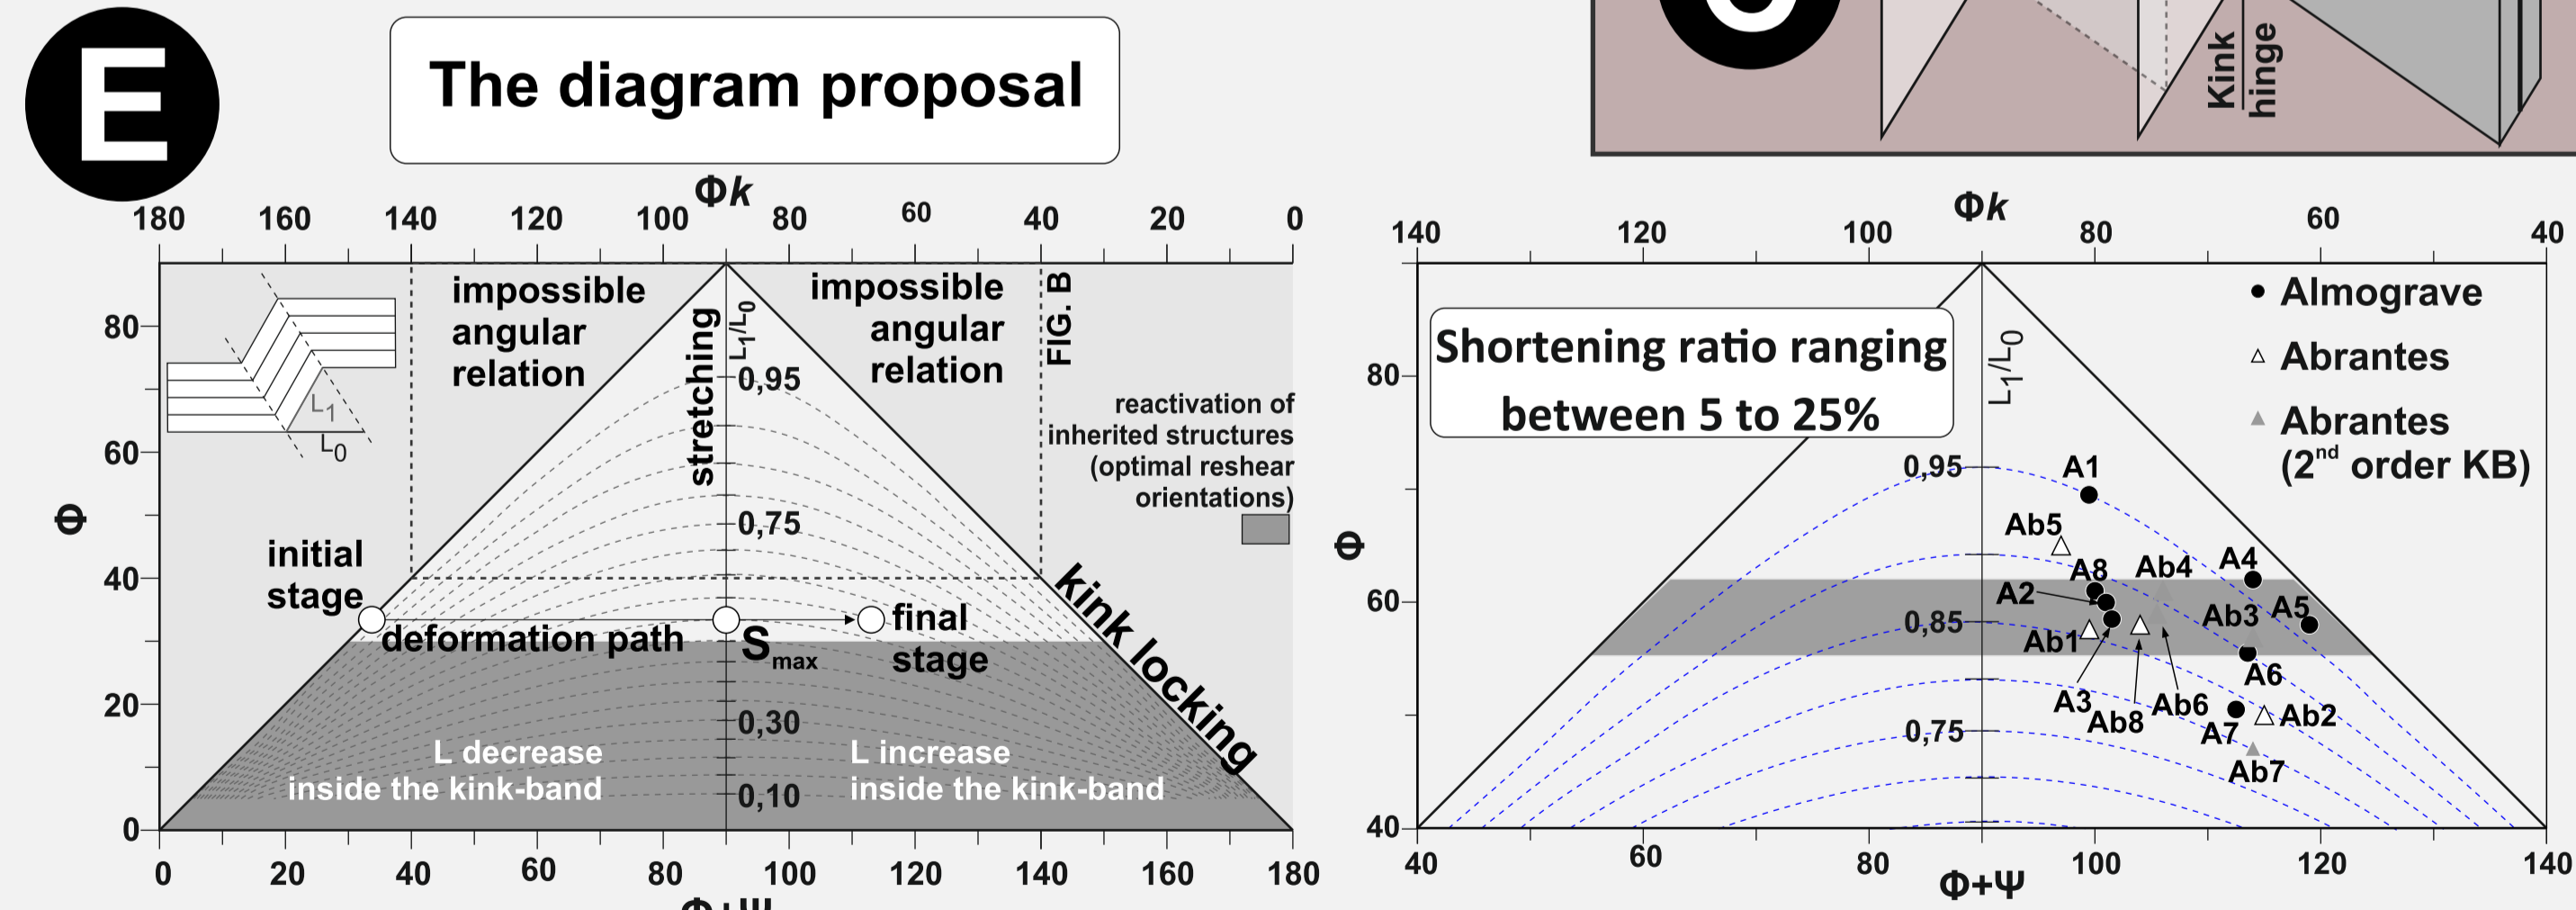 E
The diagram proposal
Kink
hinge
Φk
180 160 140 120 100 80 60 40 20 0
impossible
angular
relation
impossible
angular
relation
stretching
L1/L0
FIG. B
80
60
40
20
0
Φ
L1
L0
0,95
0,75
0,30
0,10
reactivation of
inherited structures
(optimal reshear
orientations)
initial
stage
deformation path
Smax
final
stage
kink locking
L decrease
inside the kink-band
L increase
inside the kink-band
0 20 40 60 80 100 120 140 160 180
Φ+Ψ
Φk
140 120 100 80 60 40
Shortening ratio ranging
between 5 to 25%
L1/L0
Almograve
Abrantes
Abrantes
(2nd order KB)
80
60
40
Φ
0,95
0,85
0,75
A1
Ab5
A8
Ab4
A4
A2
Ab3
A5
Ab1
A6
A3
Ab8
Ab6
A7
Ab2
Ab7
40 60 80 100 120 140
Φ+Ψ